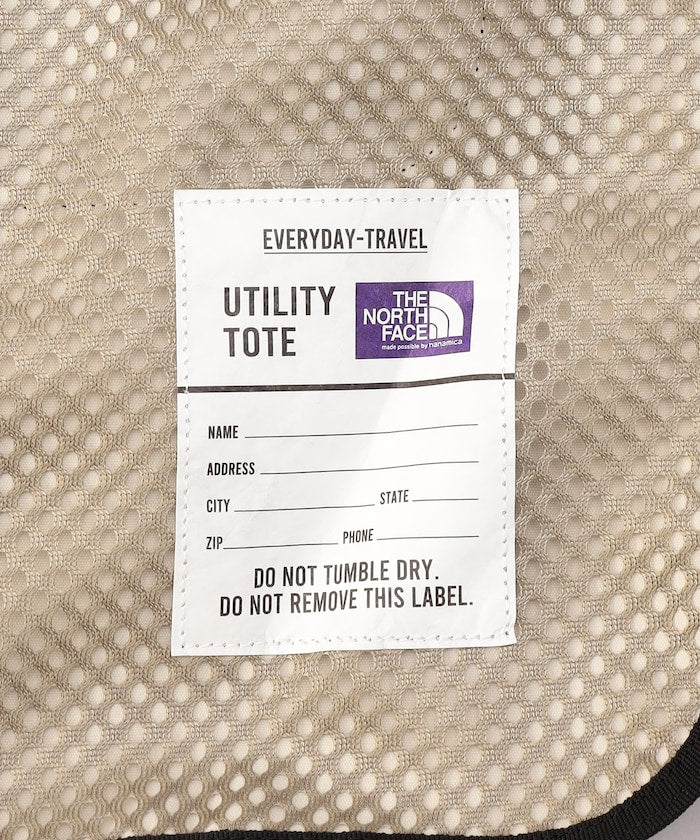 EVERYDAY-TRAVEL
UTILITY
TOTE
THE
NORTH
FACE
made possible by nanamica
NAME
ADDRESS
CITY STATE
ZIP PHONE
DO NOT TUMBLE DRY.
DO NOT REMOVE THIS LABEL.